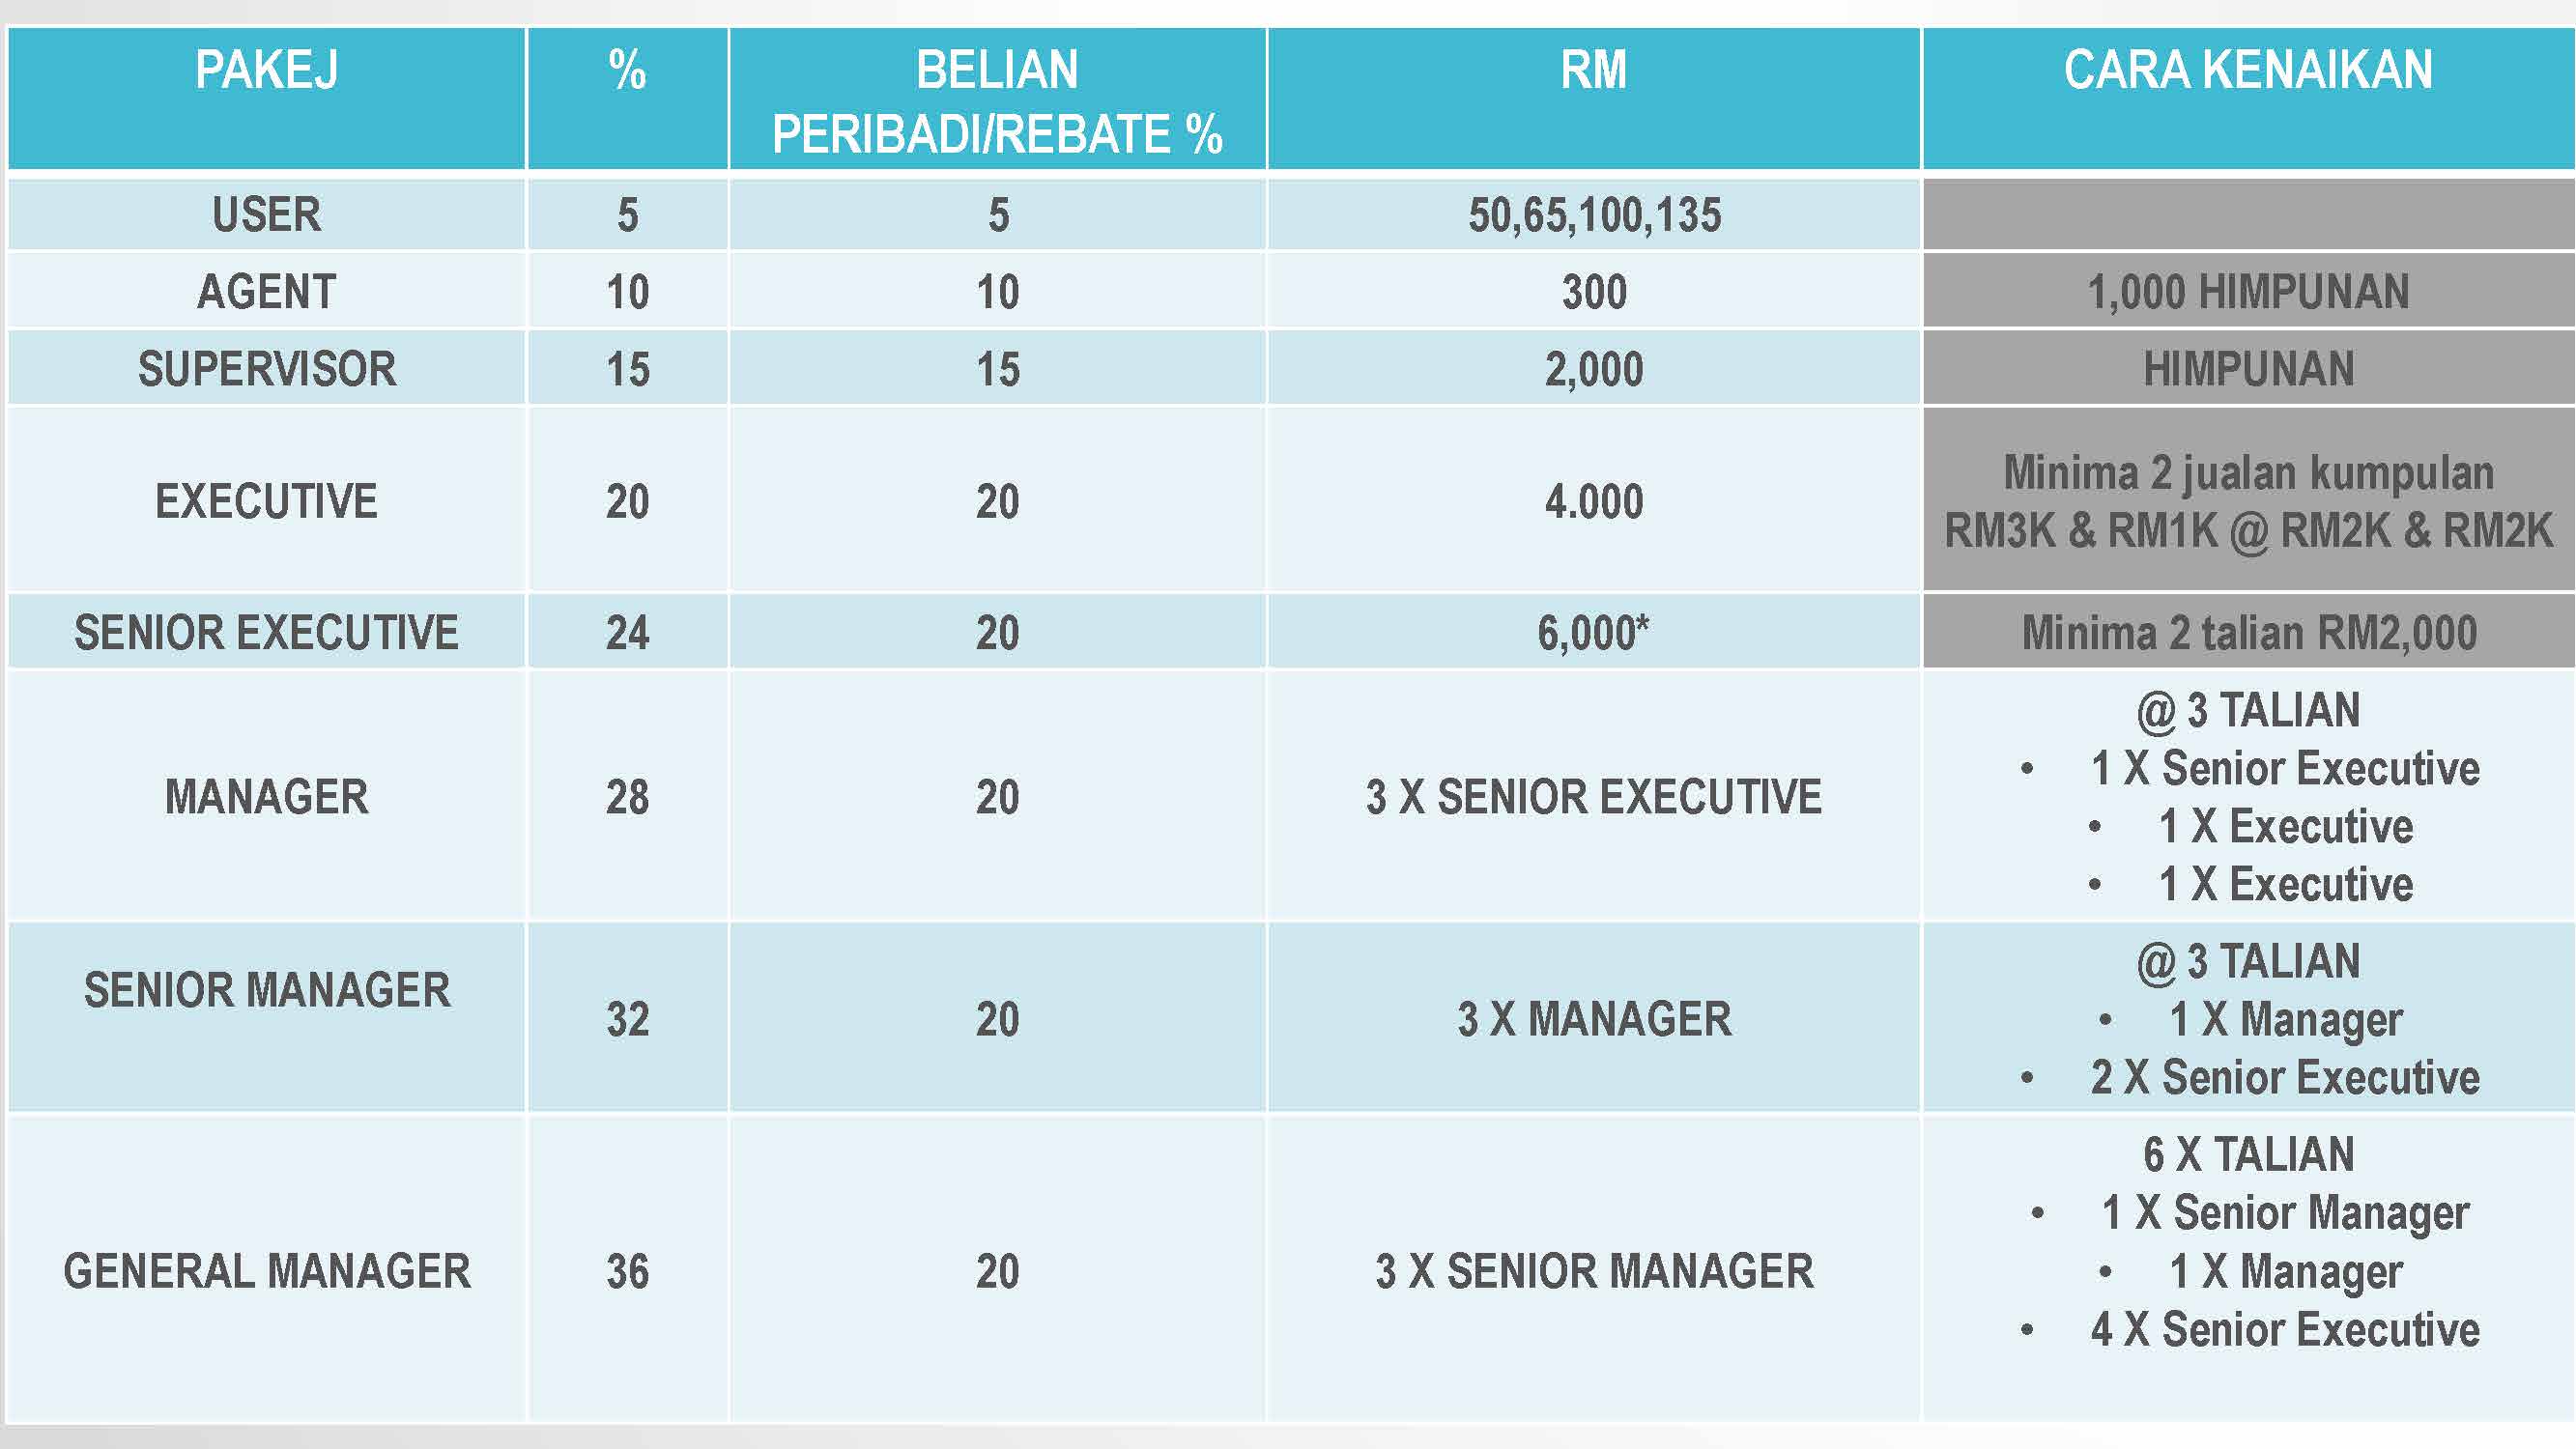 PAKEJ % BELIAN PERIBADI/REBATE % RM CARA KENAIKAN
USER 5 5 50,65,100,135
AGENT 10 10 300 1,000 HIMPUNAN
SUPERVISOR 15 15 2,000 HIMPUNAN
EXECUTIVE 20 20 4.000 Minima 2 jualan kumpulan
RM3K & RM1K @ RM2K & RM2K
SENIOR EXECUTIVE 24 20 6,000* Minima 2 talian RM2,000
MANAGER 28 20 3 X SENIOR EXECUTIVE @ 3 TALIAN
• 1 X Senior Executive
• 1 X Executive
• 1 X Executive
SENIOR MANAGER 32 20 3 X MANAGER @ 3 TALIAN
• 1 X Manager
• 2 X Senior Executive
GENERAL MANAGER 36 20 3 X SENIOR MANAGER 6 X TALIAN
• 1 X Senior Manager
• 1 X Manager
• 4 X Senior Executive